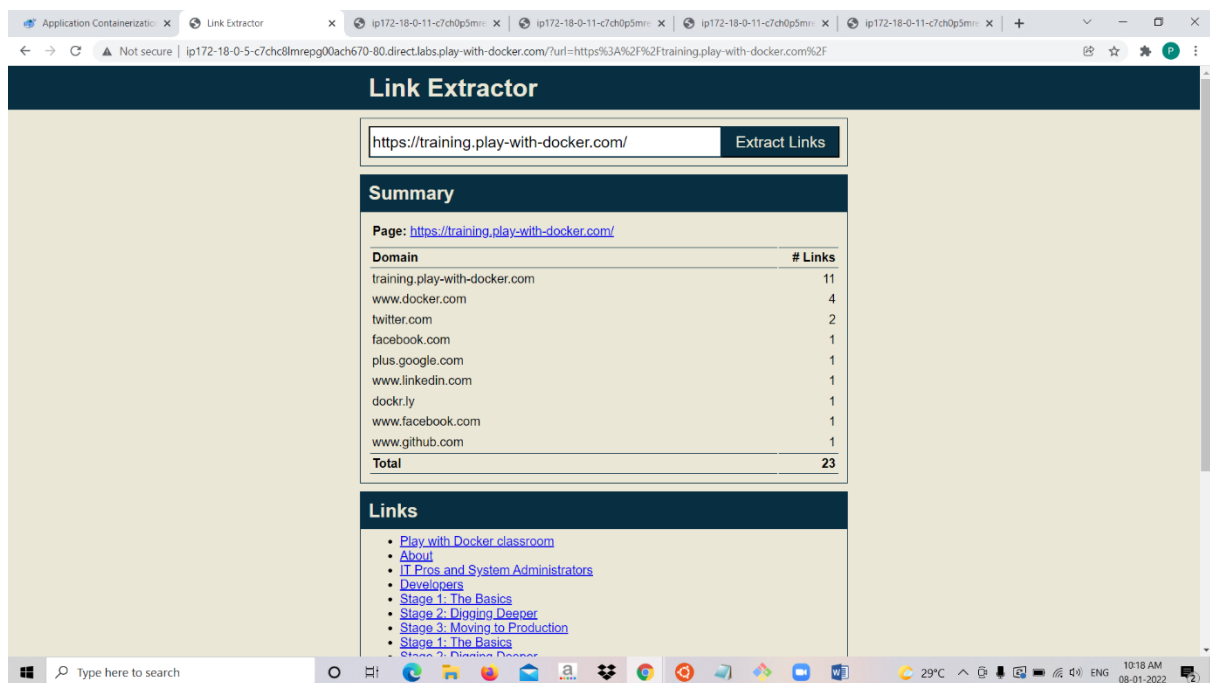 Application Containerizatio
Link Extractor
ip172-18-0-11-c7ch0p5mre
ip172-18-0-11-c7ch0p5mre
ip172-18-0-11-c7ch0p5mre
ip172-18-0-11-c7ch0p5mre
Not secure | ip172-18-0-5-c7chc8lmrepg00ach670-80.direct.labs.play-with-docker.com/?url=https%3A%2F%2Ftraining.play-with-docker.com%2F
P
Link Extractor
https://training.play-with-docker.com/ Extract Links
Summary
Page: https://training.play-with-docker.com/
Domain # Links
training.play-with-docker.com 11
www.docker.com 4
twitter.com 2
facebook.com 1
plus.google.com 1
www.linkedin.com 1
dockr.ly 1
www.facebook.com 1
www.github.com 1
Total 23
Links
• Play with Docker classroom
• About
• IT Pros and System Administrators
• Developers
• Stage 1: The Basics
• Stage 2: Digging Deeper
• Stage 3: Moving to Production
• Stage 1: The Basics
• Stage 2: Digging Deeper
Type here to search
a
29°C
ENG
10:18 AM
08-01-2022
2